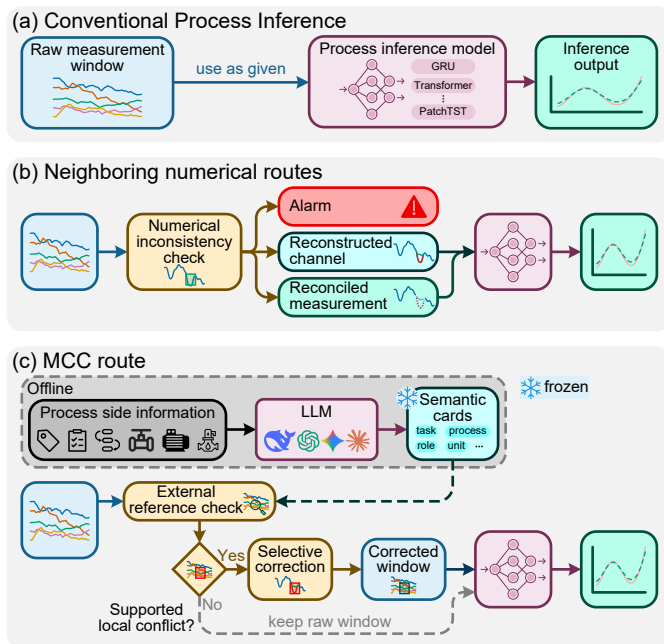 (a) Conventional Process Inference
Raw measurement
window
use as given
Process inference model
GRU
Transformer
⋮
PatchTST
Inference
output
(b) Neighboring numerical routes
Numerical
inconsistency
check
Alarm
Reconstructed
channel
Reconciled
measurement
(c) MCC route
Offline
Process side information
LLM
Semantic
cards
task process
role unit ...
frozen
External
reference check
Yes
Selective
correction
Corrected
window
Supported
local conflict?
No
keep raw window